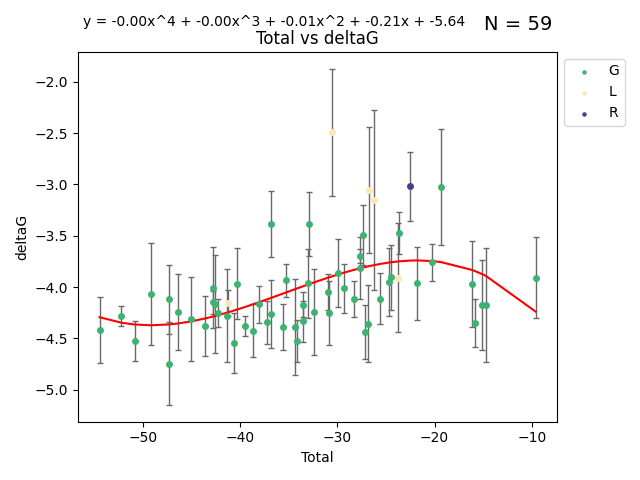 y = -0.00x^4 + -0.00x^3 + -0.01x^2 + -0.21x + -5.64
N = 59
Total vs deltaG
G
L
R
deltaG
−2.0
−2.5
−3.0
−3.5
−4.0
−4.5
−5.0
−50
−40
−30
−20
−10
Total